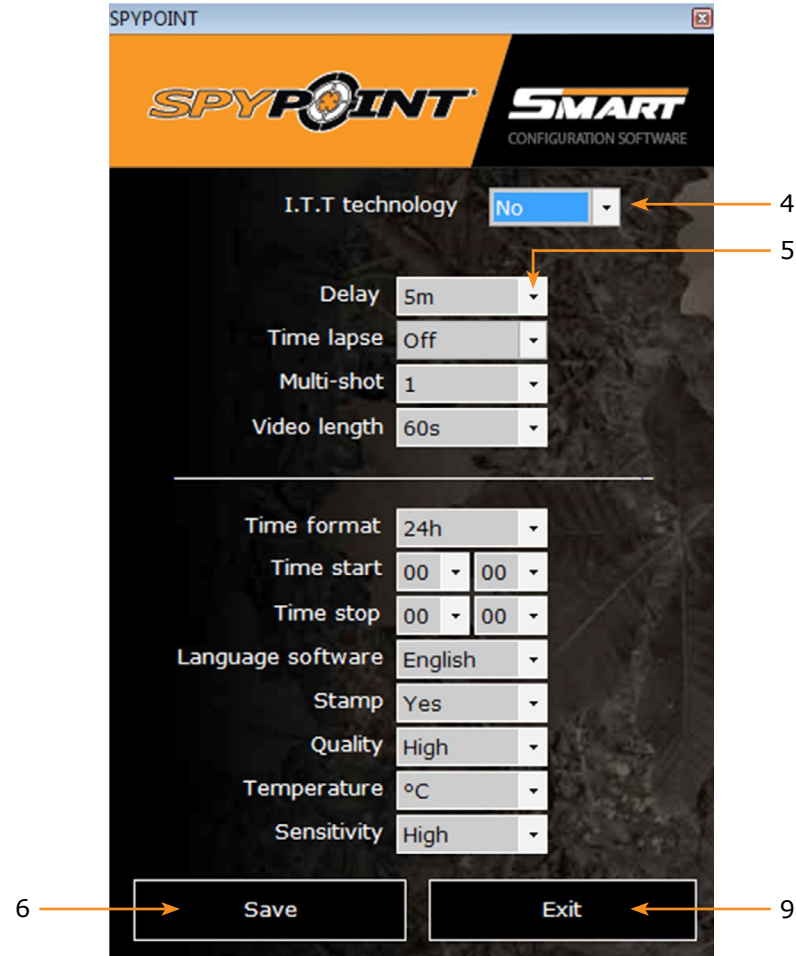 SPYPOINT
SPYPOINT
SMART
CONFIGURATION SOFTWARE
I.T.T technology No 4
5
Delay 5m
Time lapse Off
Multi-shot 1
Video length 60s
Time format 24h
Time start 00 00
Time stop 00 00
Language software English
Stamp Yes
Quality High
Temperature °C
Sensitivity High
6 Save Exit 9